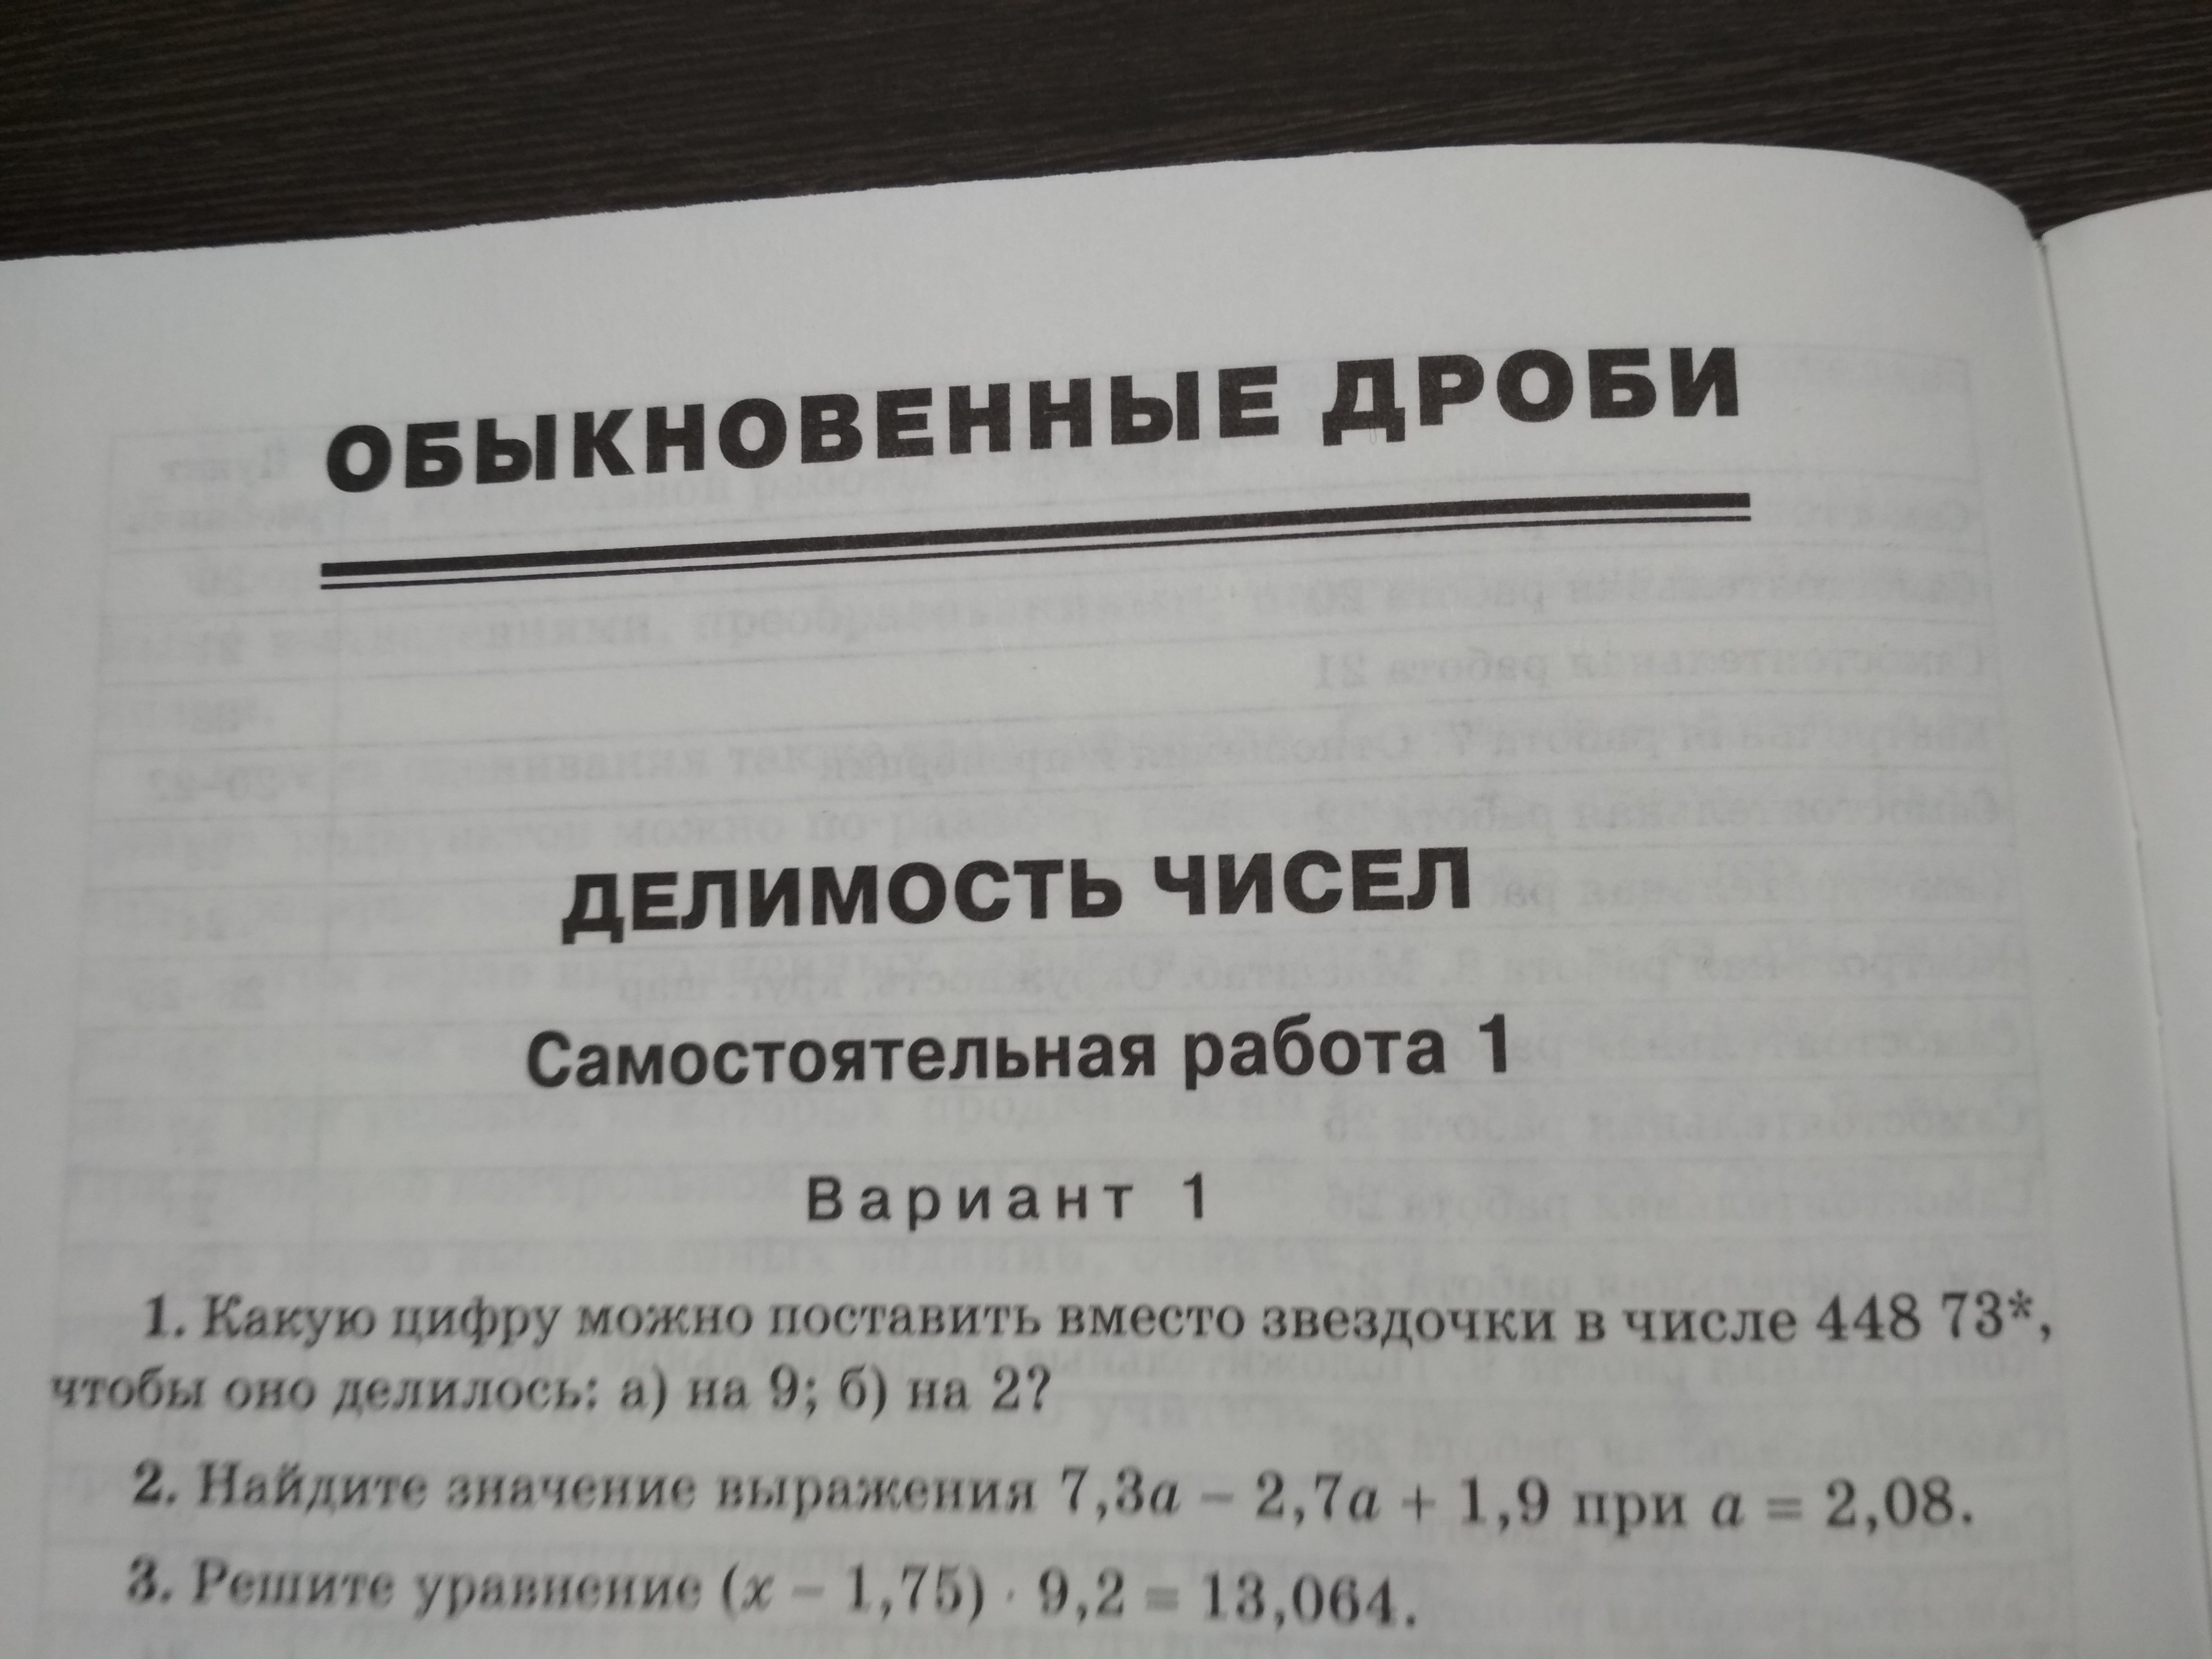 ОБЫКНОВЕННЫЕ ДРОБИ
ДЕЛИМОСТЬ ЧИСЕЛ
Самостоятельная работа 1
Вариант 1
1. Какую цифру можно поставить вместо звездочки в числе 448 73*,
чтобы оно делилось: а) на 9; б) на 2?
2. Найдите значение выражения 7,3a − 2,7a + 1,9 при a = 2,08.
3. Решите уравнение (x − 1,75) · 9,2 = 13,064.